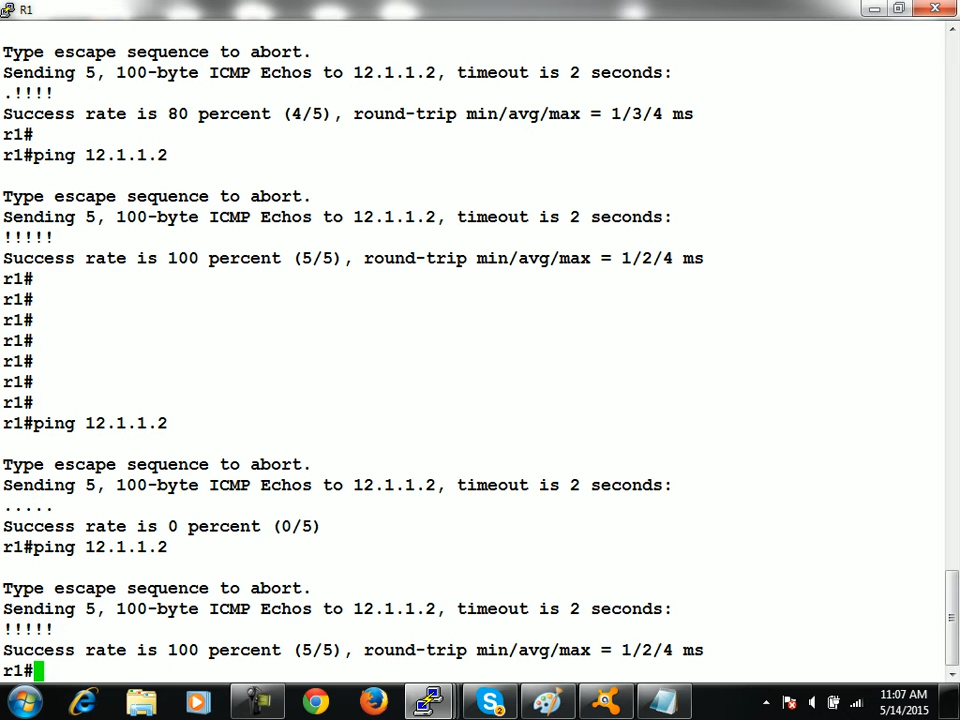 R1
Type escape sequence to abort.
Sending 5, 100-byte ICMP Echos to 12.1.1.2, timeout is 2 seconds:
.!!!!
Success rate is 80 percent (4/5), round-trip min/avg/max = 1/3/4 ms
r1#
r1#ping 12.1.1.2
Type escape sequence to abort.
Sending 5, 100-byte ICMP Echos to 12.1.1.2, timeout is 2 seconds:
!!!!!
Success rate is 100 percent (5/5), round-trip min/avg/max = 1/2/4 ms
r1#
r1#
r1#
r1#
r1#
r1#
r1#
r1#ping 12.1.1.2
Type escape sequence to abort.
Sending 5, 100-byte ICMP Echos to 12.1.1.2, timeout is 2 seconds:
.....
Success rate is 0 percent (0/5)
r1#ping 12.1.1.2
Type escape sequence to abort.
Sending 5, 100-byte ICMP Echos to 12.1.1.2, timeout is 2 seconds:
!!!!!
Success rate is 100 percent (5/5), round-trip min/avg/max = 1/2/4 ms
r1#
2
11:07 AM
5/14/2015